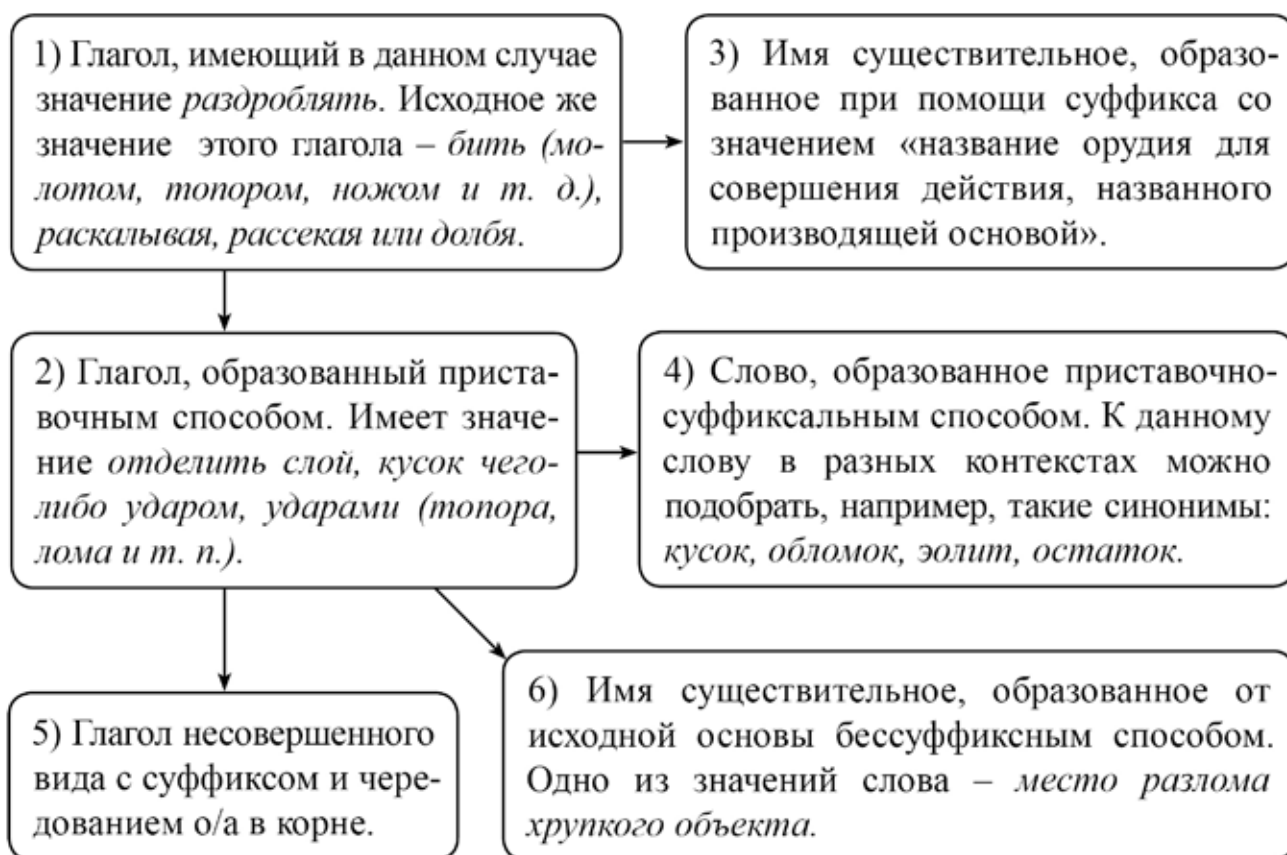 1) Глагол, имеющий в данном случае
значение раздроблять. Исходное же
значение этого глагола – бить (мо-
лотом, топором, ножом и т. д.),
раскалывая, рассекая или долбя.
3) Имя существительное, образо-
ванное при помощи суффикса со
значением «название орудия для
совершения действия, названного
производящей основой».
2) Глагол, образованный приста-
вочным способом. Имеет значе-
ние отделить слой, кусок чего-
либо ударом, ударами (топора,
лома и т. п.).
4) Слово, образованное приставочно-
суффиксальным способом. К данному
слову в разных контекстах можно
подобрать, например, такие синонимы:
кусок, обломок, эолит, остаток.
5) Глагол несовершенного
вида с суффиксом и чере-
дованием о/а в корне.
6) Имя существительное, образованное от
исходной основы бессуффиксным способом.
Одно из значений слова – место разлома
хрупкого объекта.